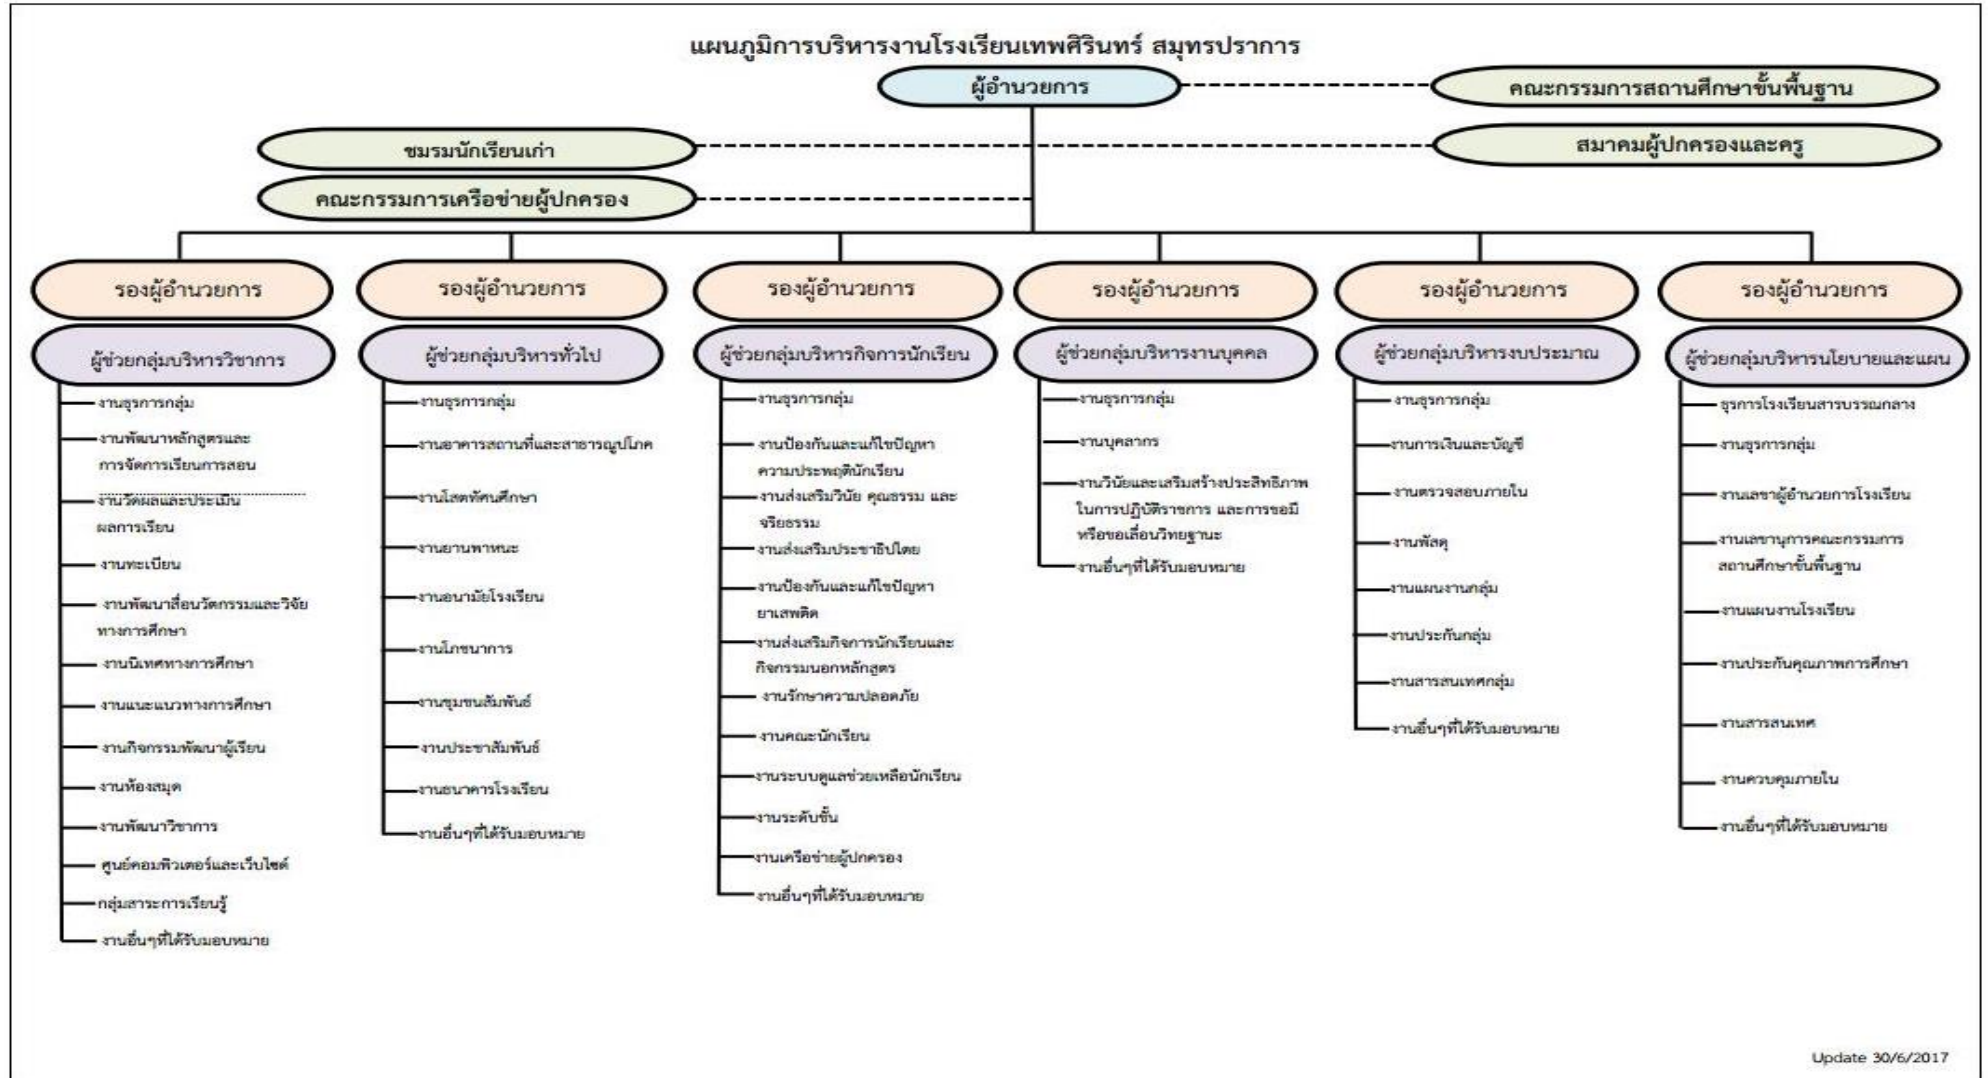 แผนภูมิการบริหารงานโรงเรียนเทพศิรินทร์ สมุทรปราการ
ผู้อำนวยการ
คณะกรรมการสถานศึกษาขั้นพื้นฐาน
ชมรมนักเรียนเก่า
สมาคมผู้ปกครองและครู
คณะกรรมการเครือข่ายผู้ปกครอง
รองผู้อำนวยการ
ผู้ช่วยกลุ่มบริหารวิชาการ
งานธุรการกลุ่ม
งานพัฒนาหลักสูตรและ
การจัดการเรียนการสอน
งานวัดผลและประเมิน
ผลการเรียน
งานทะเบียน
งานพัฒนาสื่อนวัตกรรมและวิจัย
ทางการศึกษา
งานนิเทศทางการศึกษา
งานแนะแนวทางการศึกษา
งานกิจกรรมพัฒนาผู้เรียน
งานห้องสมุด
งานพัฒนาวิชาการ
ศูนย์คอมพิวเตอร์และเว็บไซต์
กลุ่มสาระการเรียนรู้
งานอื่นๆที่ได้รับมอบหมาย
รองผู้อำนวยการ
ผู้ช่วยกลุ่มบริหารทั่วไป
งานธุรการกลุ่ม
งานอาคารสถานที่และสาธารณูปโภค
งานโสตทัศนศึกษา
งานยานพาหนะ
งานอนามัยโรงเรียน
งานโภชนาการ
งานชุมชนสัมพันธ์
งานประชาสัมพันธ์
งานธนาคารโรงเรียน
งานอื่นๆที่ได้รับมอบหมาย
รองผู้อำนวยการ
ผู้ช่วยกลุ่มบริหารกิจการนักเรียน
งานธุรการกลุ่ม
งานป้องกันและแก้ไขปัญหา
ความประพฤตินักเรียน
งานส่งเสริมวินัย คุณธรรม และ
จริยธรรม
งานส่งเสริมประชาธิปไตย
งานป้องกันและแก้ไขปัญหา
ยาเสพติด
งานส่งเสริมกิจการนักเรียนและ
กิจกรรมนอกหลักสูตร
งานรักษาความปลอดภัย
งานคณะนักเรียน
งานระบบดูแลช่วยเหลือนักเรียน
งานระดับชั้น
งานเครือข่ายผู้ปกครอง
งานอื่นๆที่ได้รับมอบหมาย
รองผู้อำนวยการ
ผู้ช่วยกลุ่มบริหารงานบุคคล
งานธุรการกลุ่ม
งานบุคลากร
งานวินัยและเสริมสร้างประสิทธิภาพ
ในการปฏิบัติราชการ และการขอมี
หรือขอเลื่อนวิทยฐานะ
งานอื่นๆที่ได้รับมอบหมาย
รองผู้อำนวยการ
ผู้ช่วยกลุ่มบริหารงบประมาณ
งานธุรการกลุ่ม
งานการเงินและบัญชี
งานตรวจสอบภายใน
งานพัสดุ
งานแผนงานกลุ่ม
งานประกันกลุ่ม
งานสารสนเทศกลุ่ม
งานอื่นๆที่ได้รับมอบหมาย
รองผู้อำนวยการ
ผู้ช่วยกลุ่มบริหารนโยบายและแผน
ธุรการโรงเรียนสารบรรณกลาง
งานธุรการกลุ่ม
งานเลขาผู้อำนวยการโรงเรียน
งานเลขานุการคณะกรรมการ
สถานศึกษาขั้นพื้นฐาน
งานแผนงานโรงเรียน
งานประกันคุณภาพการศึกษา
งานสารสนเทศ
งานควบคุมภายใน
งานอื่นๆที่ได้รับมอบหมาย
Update 30/6/2017